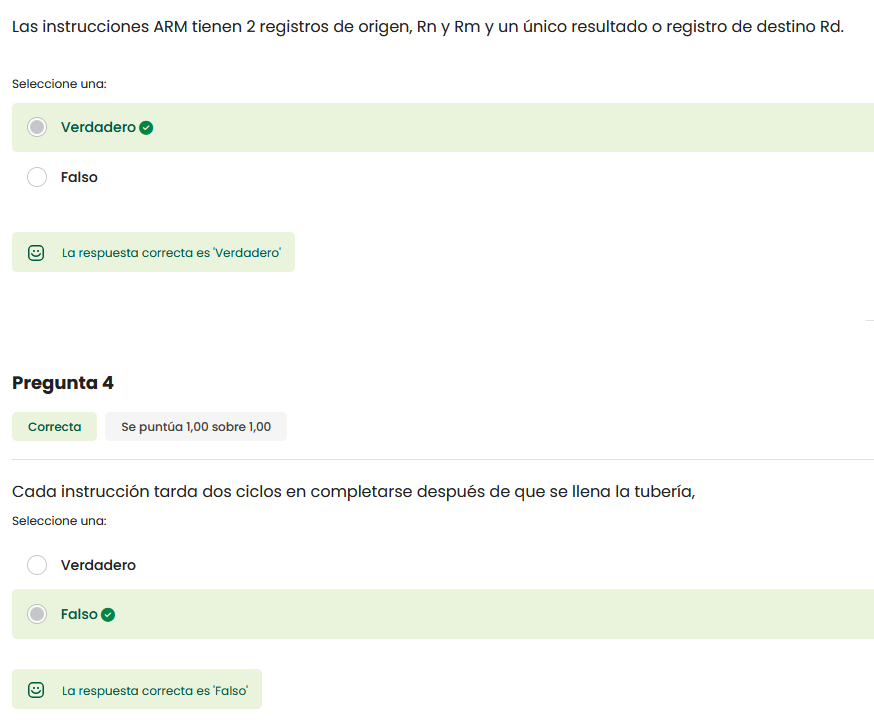 Las instrucciones ARM tienen 2 registros de origen, Rn y Rm y un único resultado o registro de destino Rd.
Seleccione una:
Verdadero
Falso
La respuesta correcta es 'Verdadero'
Pregunta 4
Correcta
Se puntúa 1,00 sobre 1,00
Cada instrucción tarda dos ciclos en completarse después de que se llena la tubería,
Seleccione una:
Verdadero
Falso
La respuesta correcta es 'Falso'